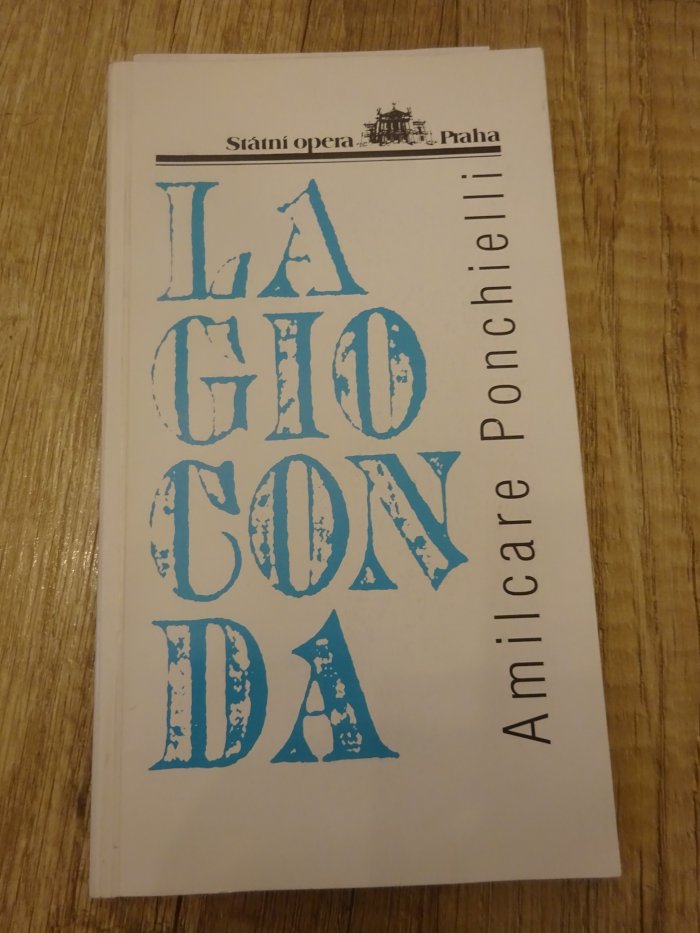 Státní opera Praha
LA
GIO
CON
DA
Amilcare Ponchielli